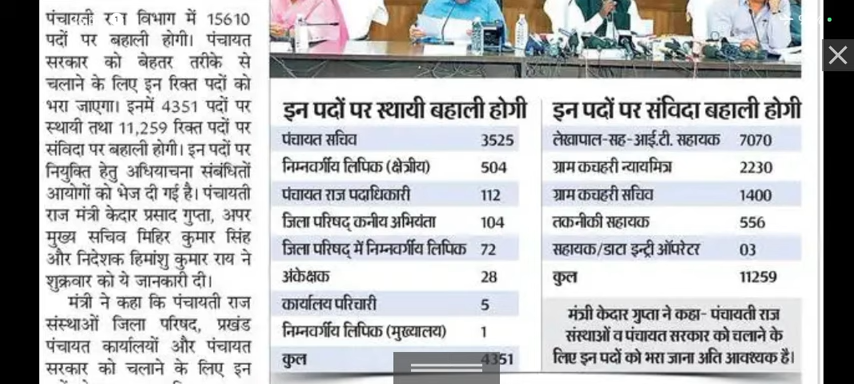 पंचायती विभाग में 15610
पदों पर बहाली होगी। पंचायत
सरकार को बेहतर तरीके से
चलाने के लिए इन रिक्त पदों को
भरा जाएगा। इनमें 4351 पदों पर
स्थायी तथा 11,259 रिक्त पदों पर
संविदा पर बहाली होगी। इन पदों पर
नियुक्ति हेतु अधियाचना संबंधितों
आयोगों को भेज दी गई है। पंचायती
राज मंत्री केदार प्रसाद गुप्ता, अपर
मुख्य सचिव मिहिर कुमार सिंह
और निदेशक हिमांशु कुमार राय ने
शुक्रवार को ये जानकारी दी।
मंत्री ने कहा कि पंचायती राज
संस्थाओं जिला परिषद, प्रखंड
पंचायत कार्यालयों और पंचायत
सरकार को चलाने के लिए इन
इन पदों पर स्थायी बहाली होगी
पंचायत सचिव 3525
निम्नवर्गीय लिपिक (क्षेत्रीय) 504
पंचायत राज पदाधिकारी 112
जिला परिषद् कनीय अभियंता 104
जिला परिषद् में निम्नवर्गीय लिपिक 72
अंकेक्षक 28
कार्यालय परिचारी 5
निम्नवर्गीय लिपिक (मुख्यालय) 1
कुल 4351
इन पदों पर संविदा बहाली होगी
लेखापाल-सह-आई.टी. सहायक 7070
ग्राम कचहरी न्यायमित्र 2230
ग्राम कचहरी सचिव 1400
तकनीकी सहायक 556
सहायक/डाटा इन्ट्री ऑपरेटर 03
कुल 11259
मंत्री केदार गुप्ता ने कहा- पंचायती राज
संस्थाओं व पंचायत सरकार को चलाने के
लिए इन पदों को भरा जाना अति आवश्यक है।